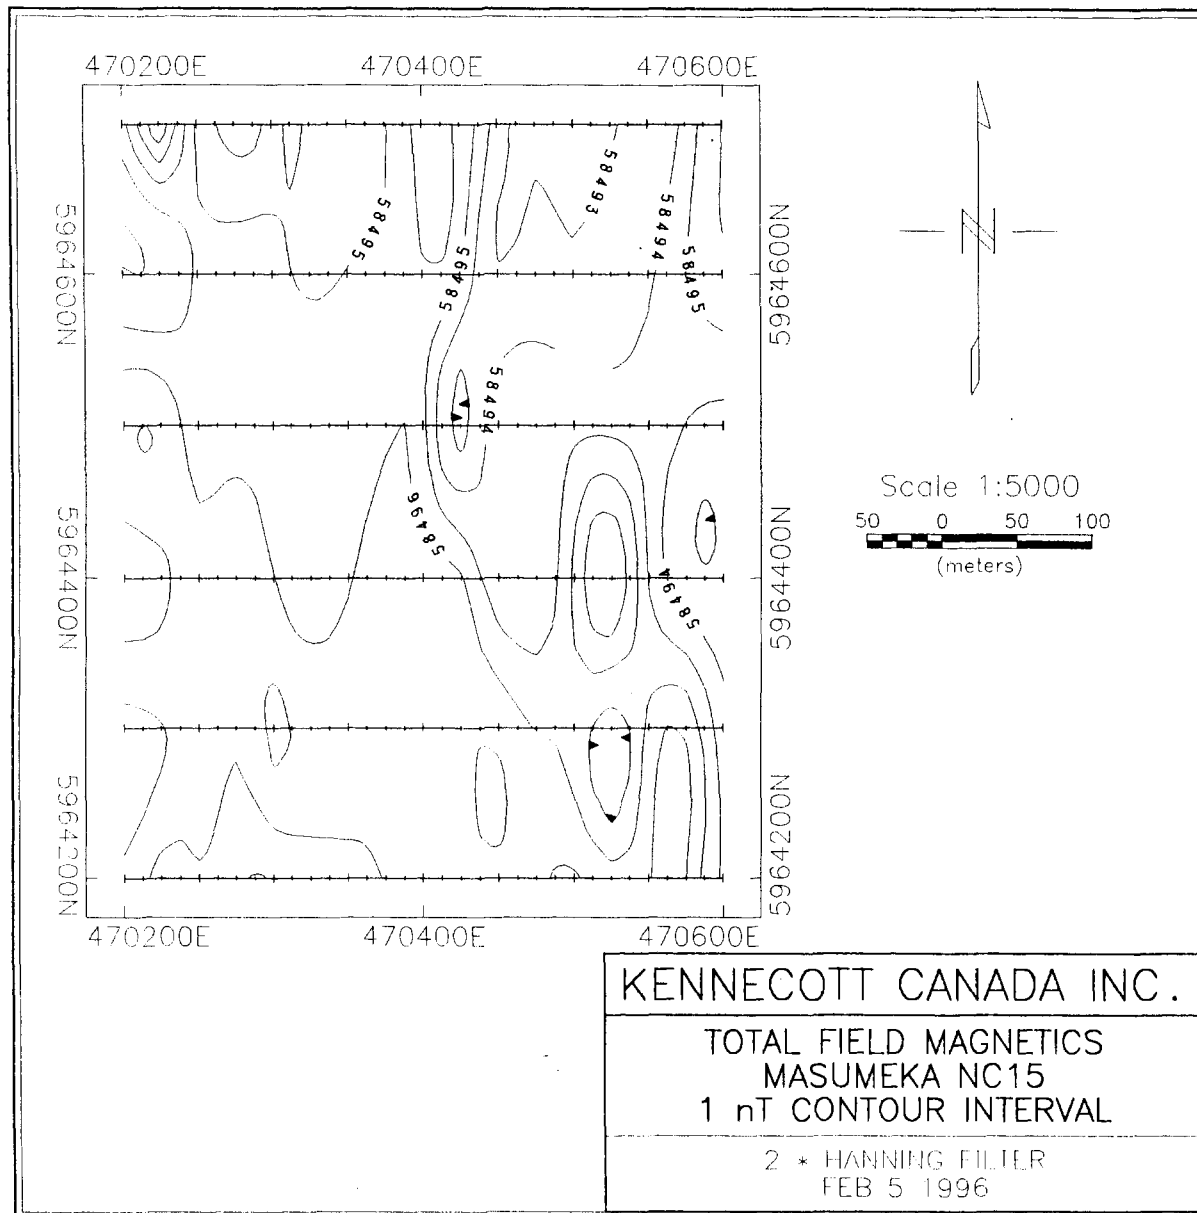 470200E 470400E 470600E
5964600N
5964400N
5964200N
58495
58495
58493
58494
58495
58494
58496
58494
5964600N
5964400N
5964200N
470200E 470400E 470600E
N
Scale 1:5000
50 0 50 100
(meters)
KENNECOTT CANADA INC.
TOTAL FIELD MAGNETICS
MASUMEKA NC15
1 nT CONTOUR INTERVAL
2 * HANNING FILTER
FEB 5 1996